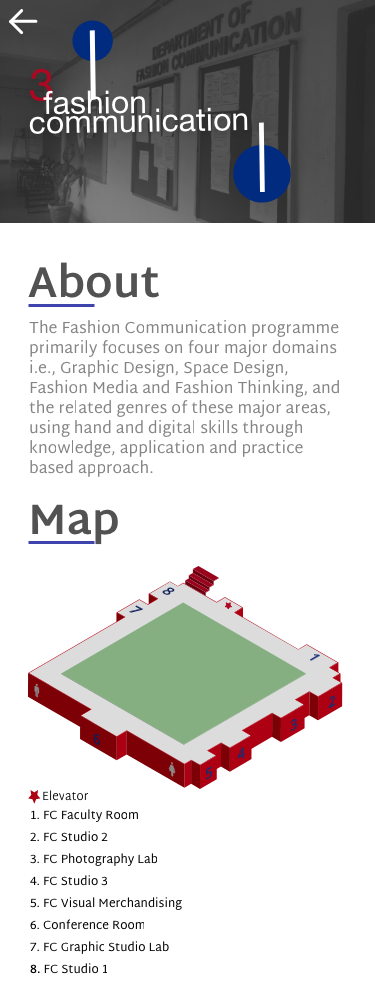 DEPARTMENT OF
FASHION COMMUNICATION
3
fashion
communication
About
The Fashion Communication programme
primarily focuses on four major domains
i.e., Graphic Design, Space Design,
Fashion Media and Fashion Thinking, and
the related genres of these major areas,
using hand and digital skills through
knowledge, application and practice
based approach.
Map
8
7
1
2
3
6
4
5
Elevator
1. FC Faculty Room
2. FC Studio 2
3. FC Photography Lab
4. FC Studio 3
5. FC Visual Merchandising
6. Conference Room
7. FC Graphic Studio Lab
8. FC Studio 1